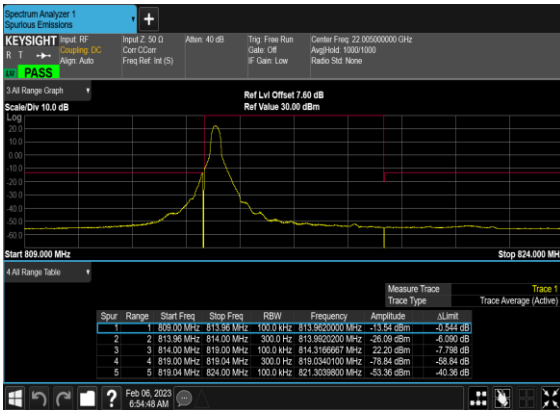 Spectrum Analyzer 1
Spurious Emissions
+
KEYSIGHT Input: RF Input Z: 50 Ω Atten: 40 dB Trig: Free Run Center Freq: 22.005000000 GHz
R T Coupling: DC Corr CCorr Gate: Off Avg|Hold: 1000/1000
Align: Auto Freq Ref: Int (S) IF Gain: Low Radio Std: None
LW PASS
3 All Range Graph
Ref Lvl Offset 7.60 dB
Scale/Div 10.0 dB Ref Value 30.00 dBm
Log
20.0
10.0
0.00
-10.0
-20.0
-30.0
-40.0
-50.0
-60.0
Start 809.000 MHz Stop 824.000 MH
4 All Range Table
Measure Trace Trace 1
Trace Type Trace Average (Active)
Spur Range Start Freq Stop Freq RBW Frequency Amplitude ΔLimit
1 1 809.00 MHz 813.96 MHz 100.0 kHz 813.9620000 MHz -13.54 dBm -0.544 dB
2 2 813.96 MHz 814.00 MHz 300.0 Hz 813.9920200 MHz -26.09 dBm -6.090 dB
3 3 814.00 MHz 819.00 MHz 100.0 kHz 814.3166667 MHz 22.20 dBm -7.798 dB
4 4 819.00 MHz 819.04 MHz 300.0 Hz 819.0340100 MHz -78.84 dBm -58.84 dB
5 5 819.04 MHz 824.00 MHz 100.0 kHz 821.3039800 MHz -53.36 dBm -40.36 dB
? Feb 06, 2023
6:54:48 AM